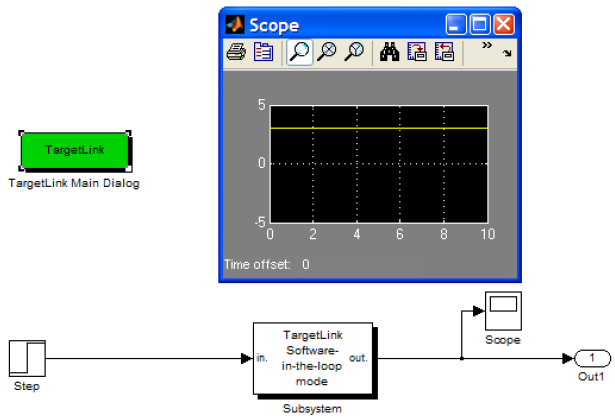 Scope
TargetLink
TargetLink Main Dialog
5
0
-5
0 2 4 6 8 10
Time offset: 0
Step
in.
TargetLink
Software-
in-the-loop
mode
out.
Subsystem
Scope
1
Out1